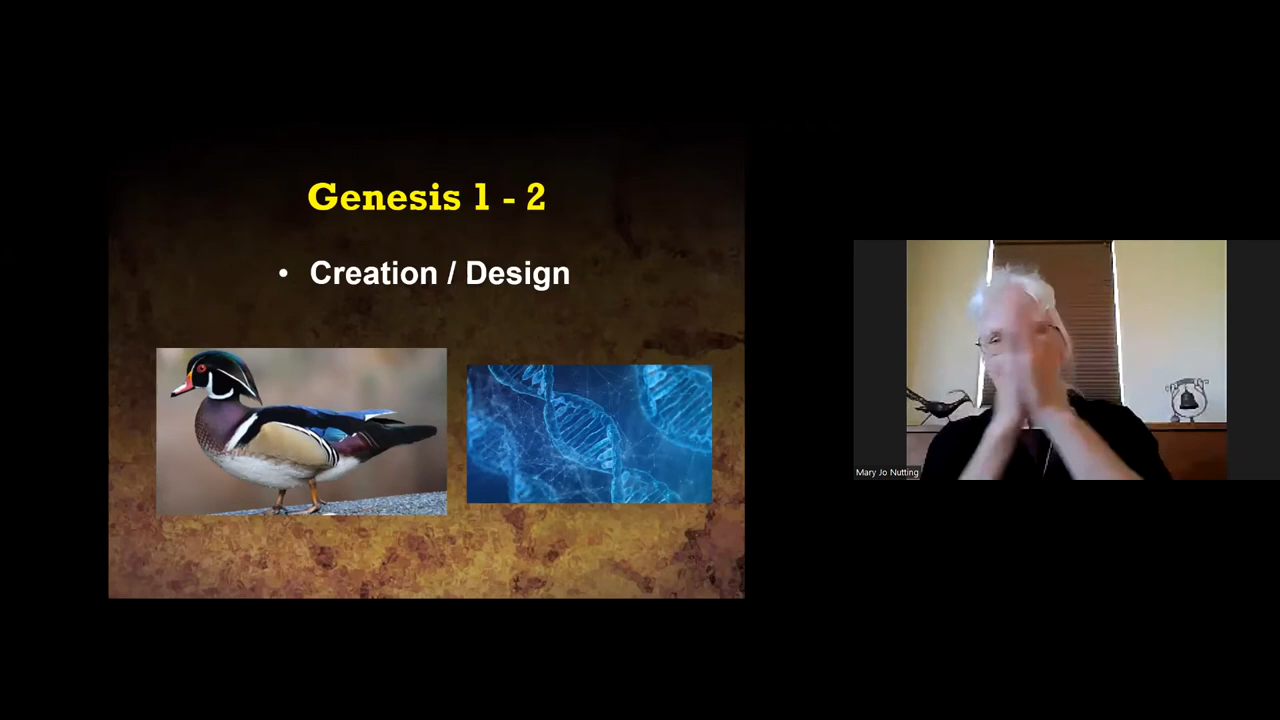 Genesis 1 - 2
• Creation / Design
Mary Jo Nutting